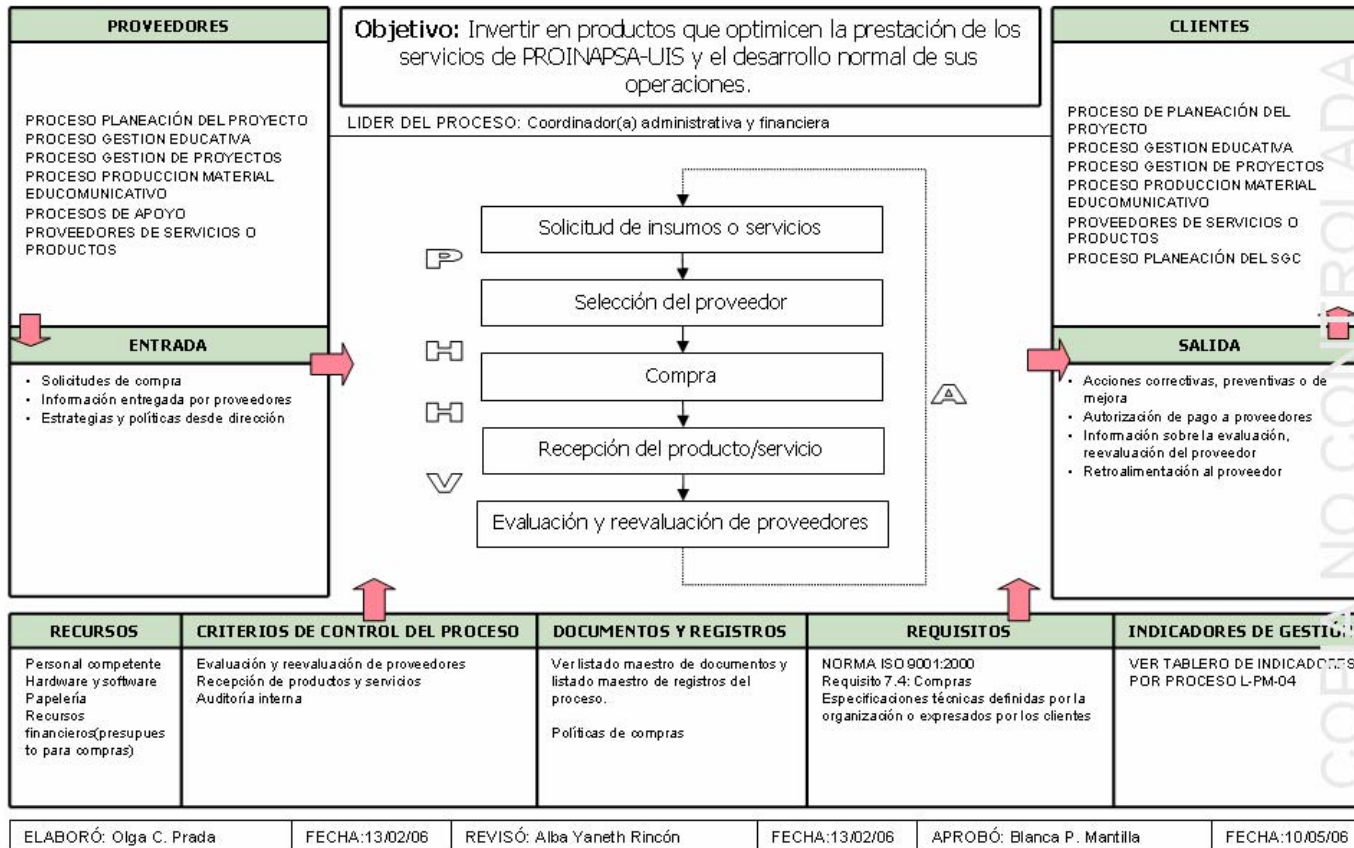 PROVEEDORES
PROCESO PLANEACIÓN DEL PROYECTO
PROCESO GESTION EDUCATIVA
PROCESO GESTION DE PROYECTOS
PROCESO PRODUCCION MATERIAL
EDUCOMUNICATIVO
PROCESOS DE APOYO
PROVEEDORES DE SERVICIOS O
PRODUCTOS
ENTRADA
• Solicitudes de compra
• Información entregada por proveedores
• Estrategias y políticas desde dirección
Objetivo: Invertir en productos que optimicen la prestación de los
servicios de PROINAPSA-UIS y el desarrollo normal de sus
operaciones.
LIDER DEL PROCESO: Coordinador(a) administrativa y financiera
Solicitud de insumos o servicios
P
Selección del proveedor
H
Compra
A
H
Recepción del producto/servicio
V
Evaluación y reevaluación de proveedores
CLIENTES
PROCESO DE PLANEACIÓN DEL
PROYECTO
PROCESO GESTION EDUCATIVA
PROCESO GESTION DE PROYECTOS
PROCESO PRODUCCION MATERIAL
EDUCOMUNICATIVO
PROVEEDORES DE SERVICIOS O
PRODUCTOS
PROCESO PLANEACIÓN DEL SGC
SALIDA
• Acciones correctivas, preventivas o de
mejora
• Autorización de pago a proveedores
• Información sobre la evaluación,
reevaluación del proveedor
• Retroalimentación al proveedor
RECURSOS
Personal competente
Hardware y software
Papelería
Recursos
financieros(presupues
to para compras)
CRITERIOS DE CONTROL DEL PROCESO
Evaluación y reevaluación de proveedores
Recepción de productos y servicios
Auditoría interna
DOCUMENTOS Y REGISTROS
Ver listado maestro de documentos y
listado maestro de registros del
proceso.
Políticas de compras
REQUISITOS
NORMA ISO 9001:2000
Requisito 7.4: Compras
Especificaciones técnicas definidas por la
organización o expresados por los clientes
INDICADORES DE GESTION
VER TABLERO DE INDICADORES
POR PROCESO L-PM-04
ELABORÓ: Olga C. Prada
FECHA:13/02/06
REVISÓ: Alba Yaneth Rincón
FECHA:13/02/06
APROBÓ: Blanca P. Mantilla
FECHA:10/05/06
COPIA NO CONTROLADA